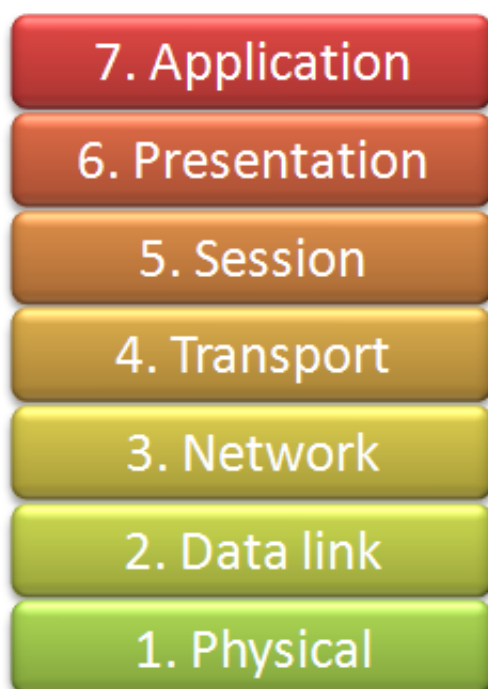 7. Application
6. Presentation
5. Session
4. Transport
3. Network
2. Data link
1. Physical